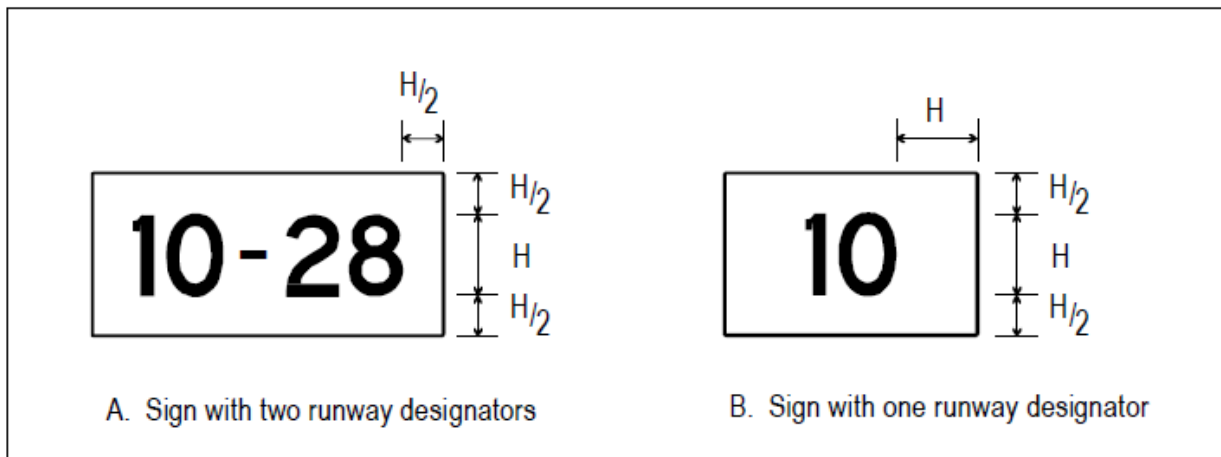 H/2
H
10-28
H/2
H
H/2
10
H/2
H
H/2
A. Sign with two runway designators
B. Sign with one runway designator